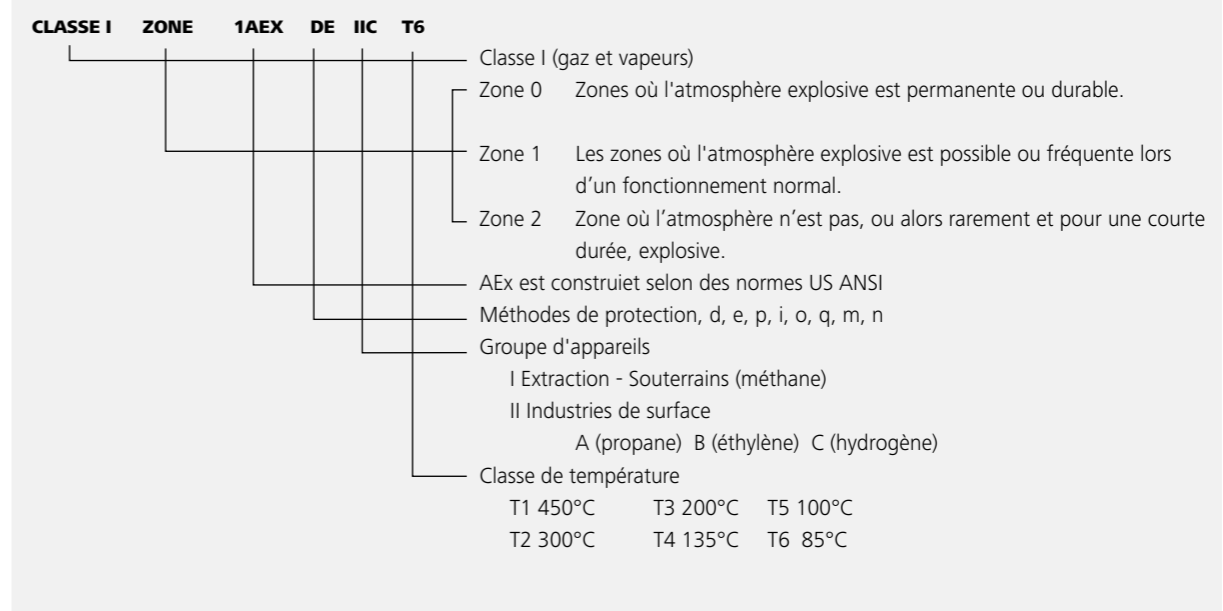 CLASSE I ZONE 1AEX DE IIC T6
Classe I (gaz et vapeurs)
Zone 0 Zones où l'atmosphère explosive est permanente ou durable.
Zone 1 Les zones où l'atmosphère explosive est possible ou fréquente lors
d'un fonctionnement normal.
Zone 2 Zone où l’atmosphère n’est pas, ou alors rarement et pour une courte
durée, explosive.
AEx est construiet selon des normes US ANSI
Méthodes de protection, d, e, p, i, o, q, m, n
Groupe d'appareils
I Extraction - Souterrains (méthane)
II Industries de surface
A (propane) B (éthylène) C (hydrogène)
Classe de température
T1 450°C T3 200°C T5 100°C
T2 300°C T4 135°C T6 85°C